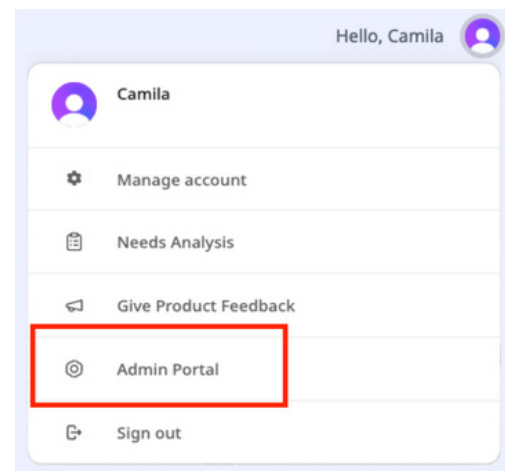 Hello, Camila
Camila
Manage account
Needs Analysis
Give Product Feedback
Admin Portal
Sign out